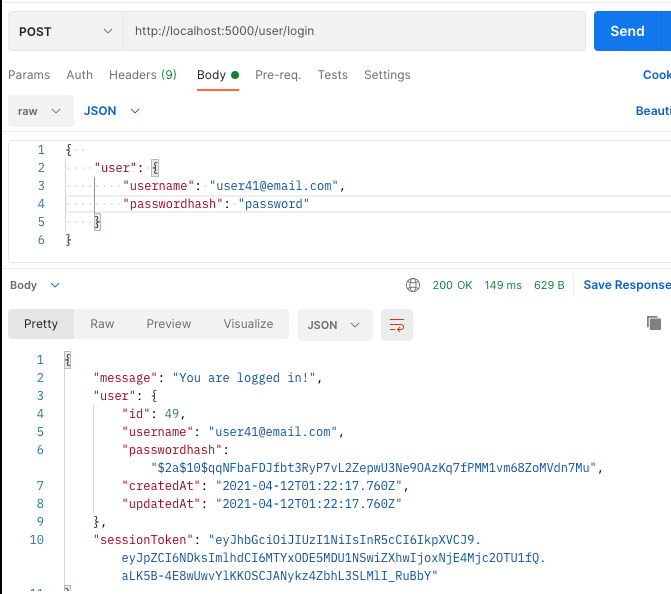 POST http://localhost:5000/user/login Send
Params Auth Headers (9) Body Pre-req. Tests Settings Cook
raw JSON Beauti
1 {
2 "user": {
3 "username": "user41@email.com",
4 "passwordhash": "password"
5 }
6 }
Body 200 OK 149 ms 629 B Save Response
Pretty Raw Preview Visualize JSON
1 {
2 "message": "You are logged in!",
3 "user": {
4 "id": 49,
5 "username": "user41@email.com",
6 "passwordhash":
"$2a$10$qqNFbaFDJfbt3RyP7vL2ZepwU3Ne9OAzKq7fPMM1vm68ZoMVdn7Mu",
7 "createdAt": "2021-04-12T01:22:17.760Z",
8 "updatedAt": "2021-04-12T01:22:17.760Z"
9 },
10 "sessionToken": "eyJhbGciOiJIUzI1NiIsInR5cCI6IkpXVCJ9.
eyJpZCI6NDksImlhdCI6MTYxODE5MDU1NSwiZXhwIjoxNjE4Mjc2OTU1fQ.
aLK5B-4E8wUwvYlKKOSCJANykz4ZbhL3SLMlI_RuBbY"
11 }